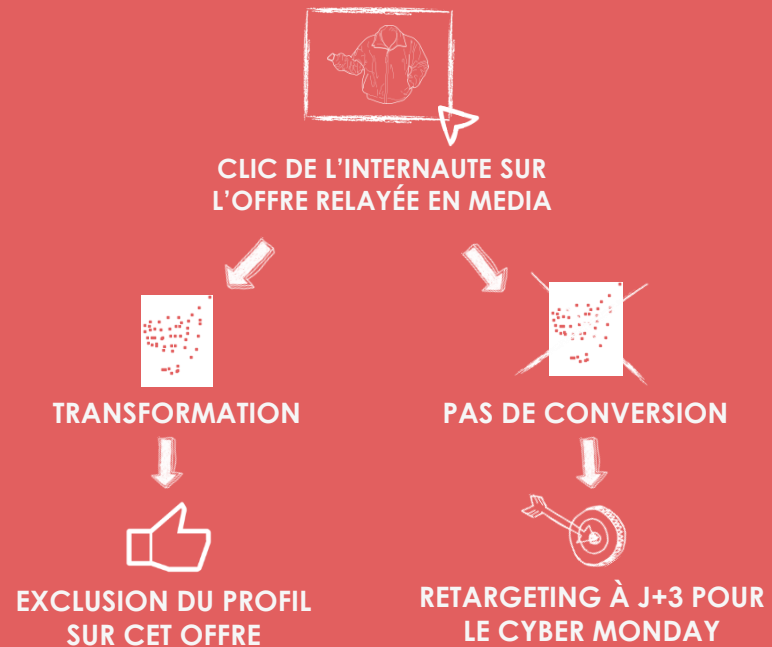 CLIC DE L’INTERNAUTE SUR
L’OFFRE RELAYÉE EN MEDIA
TRANSFORMATION
PAS DE CONVERSION
EXCLUSION DU PROFIL
SUR CET OFFRE
RETARGETING À J+3 POUR
LE CYBER MONDAY